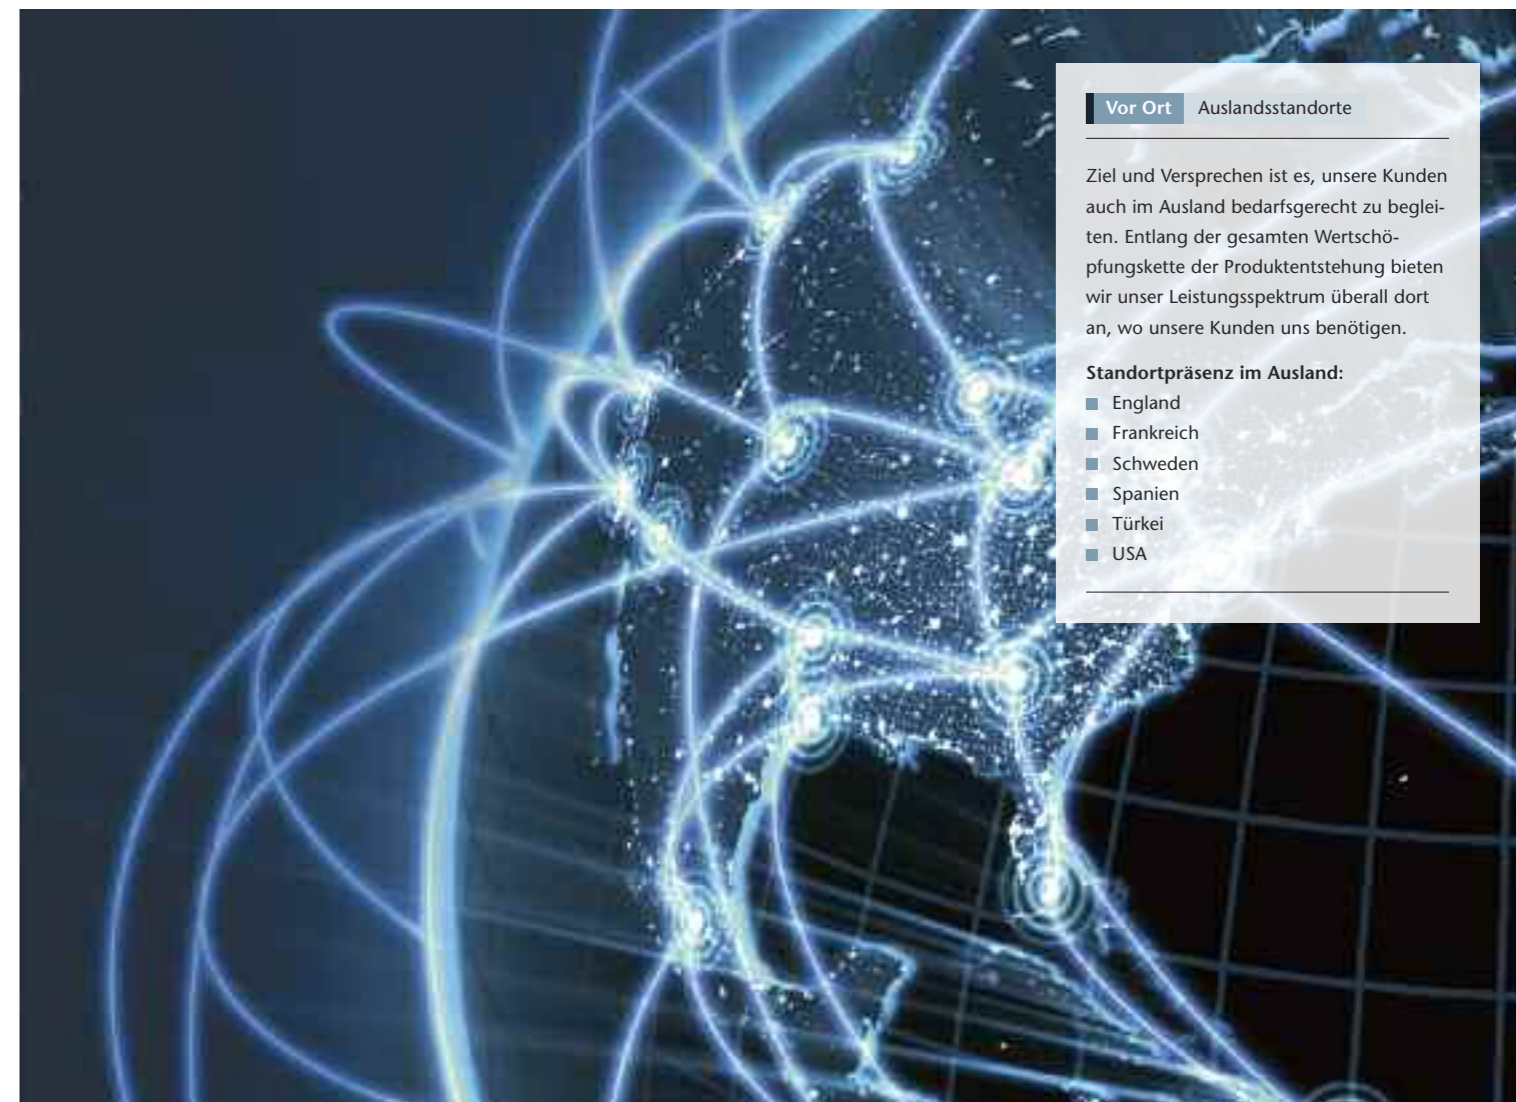 Vor Ort Auslandsstandorte
Ziel und Versprechen ist es, unsere Kunden
auch im Ausland bedarfsgerecht zu beglei-
ten. Entlang der gesamten Wertschö-
pfungskette der Produktentstehung bieten
wir unser Leistungsspektrum überall dort
an, wo unsere Kunden uns benötigen.
Standortpräsenz im Ausland:
England
Frankreich
Schweden
Spanien
Türkei
USA